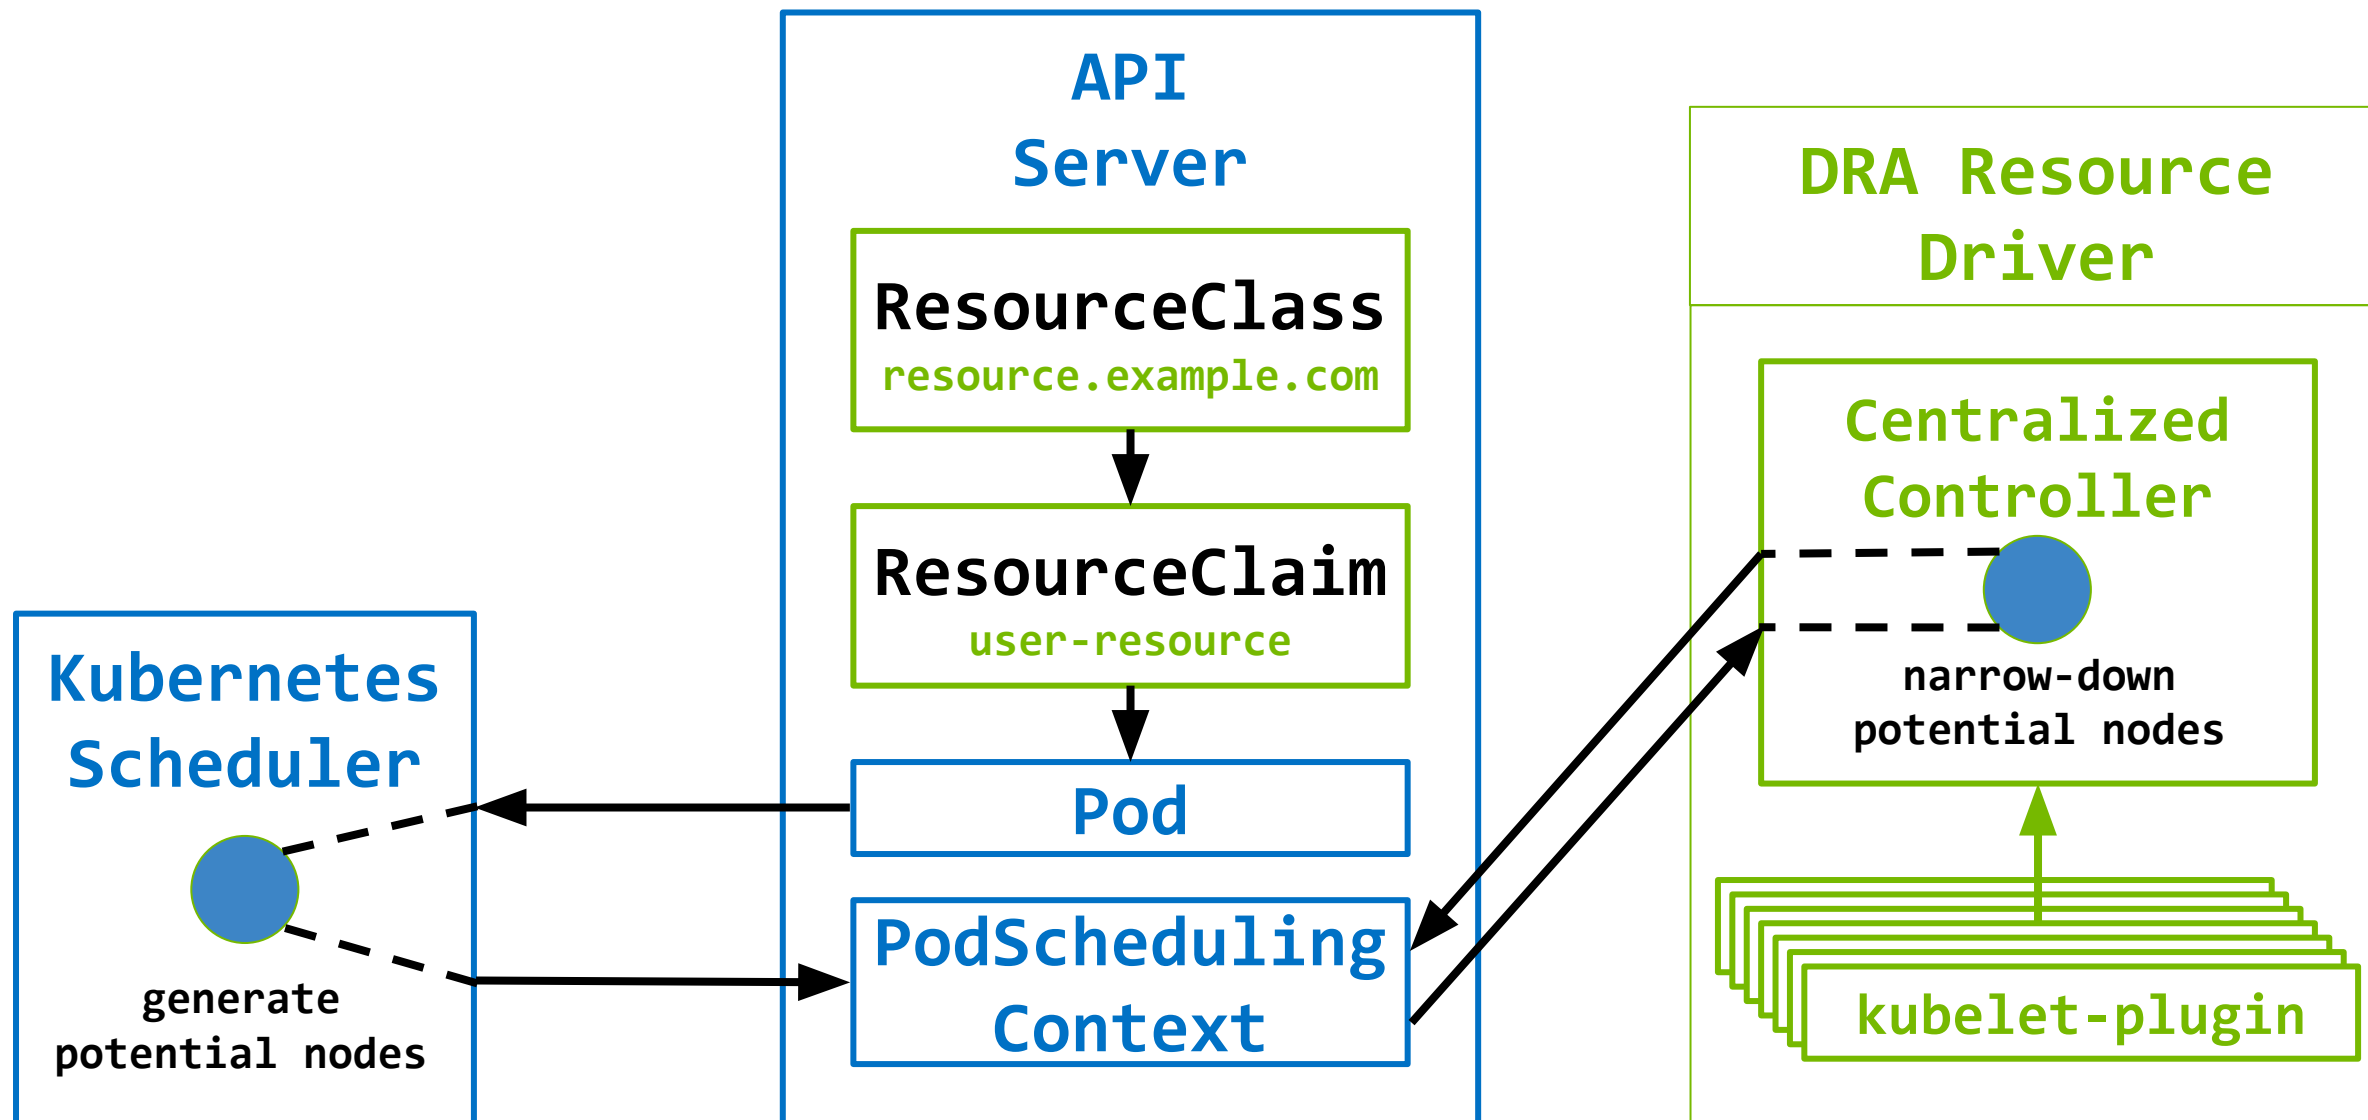 API
Server
ResourceClass
resource.example.com
ResourceClaim
user-resource
Pod
PodScheduling
Context
Kubernetes
Scheduler
generate
potential nodes
DRA Resource
Driver
Centralized
Controller
narrow-down
potential nodes
kubelet-plugin